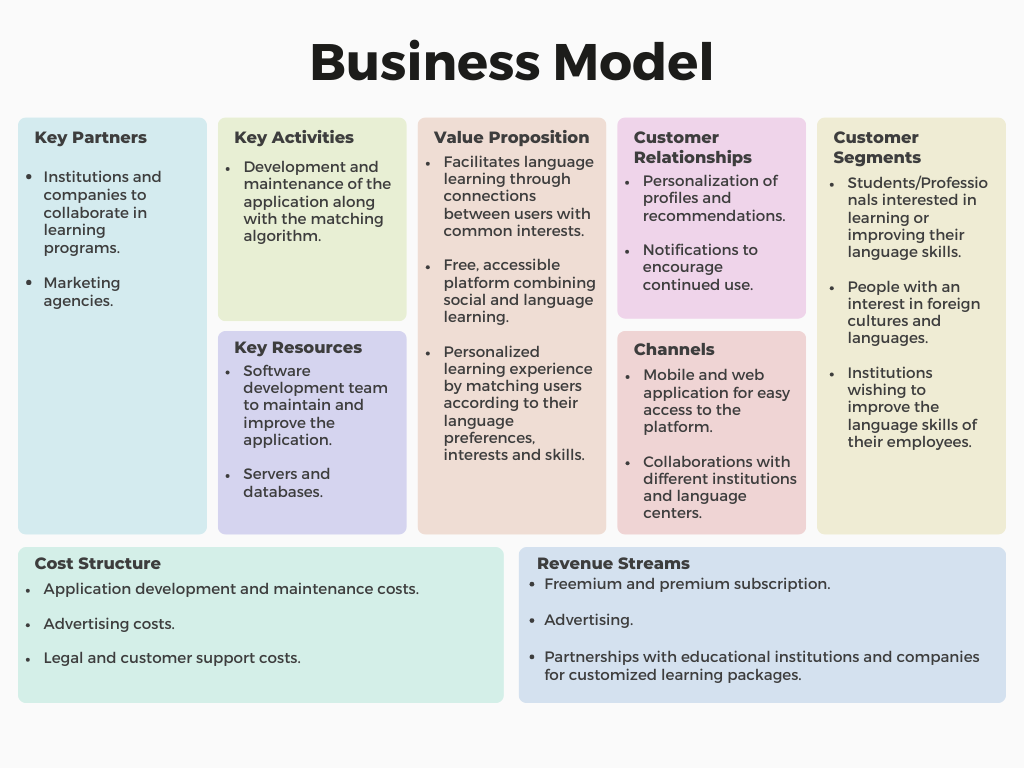 Business Model
Key Partners
• Institutions and
companies to
collaborate in
learning
programs.
• Marketing
agencies.
Key Activities
• Development and
maintenance of the
application along
with the matching
algorithm.
Key Resources
• Software
development team
to maintain and
improve the
application.
• Servers and
databases.
Value Proposition
• Facilitates language
learning through
connections
between users with
common interests.
• Free, accessible
platform combining
social and language
learning.
• Personalized
learning experience
by matching users
according to their
language
preferences,
interests and skills.
Customer
Relationships
• Personalization of
profiles and
recommendations.
• Notifications to
encourage
continued use.
Channels
• Mobile and web
application for easy
access to the
platform.
• Collaborations with
different institutions
and language
centers.
Customer
Segments
• Students/Professio
nals interested in
learning or
improving their
language skills.
• People with an
interest in foreign
cultures and
languages.
• Institutions
wishing to
improve the
language skills of
their employees.
Cost Structure
• Application development and maintenance costs.
• Advertising costs.
• Legal and customer support costs.
Revenue Streams
• Freemium and premium subscription.
• Advertising.
• Partnerships with educational institutions and companies
for customized learning packages.